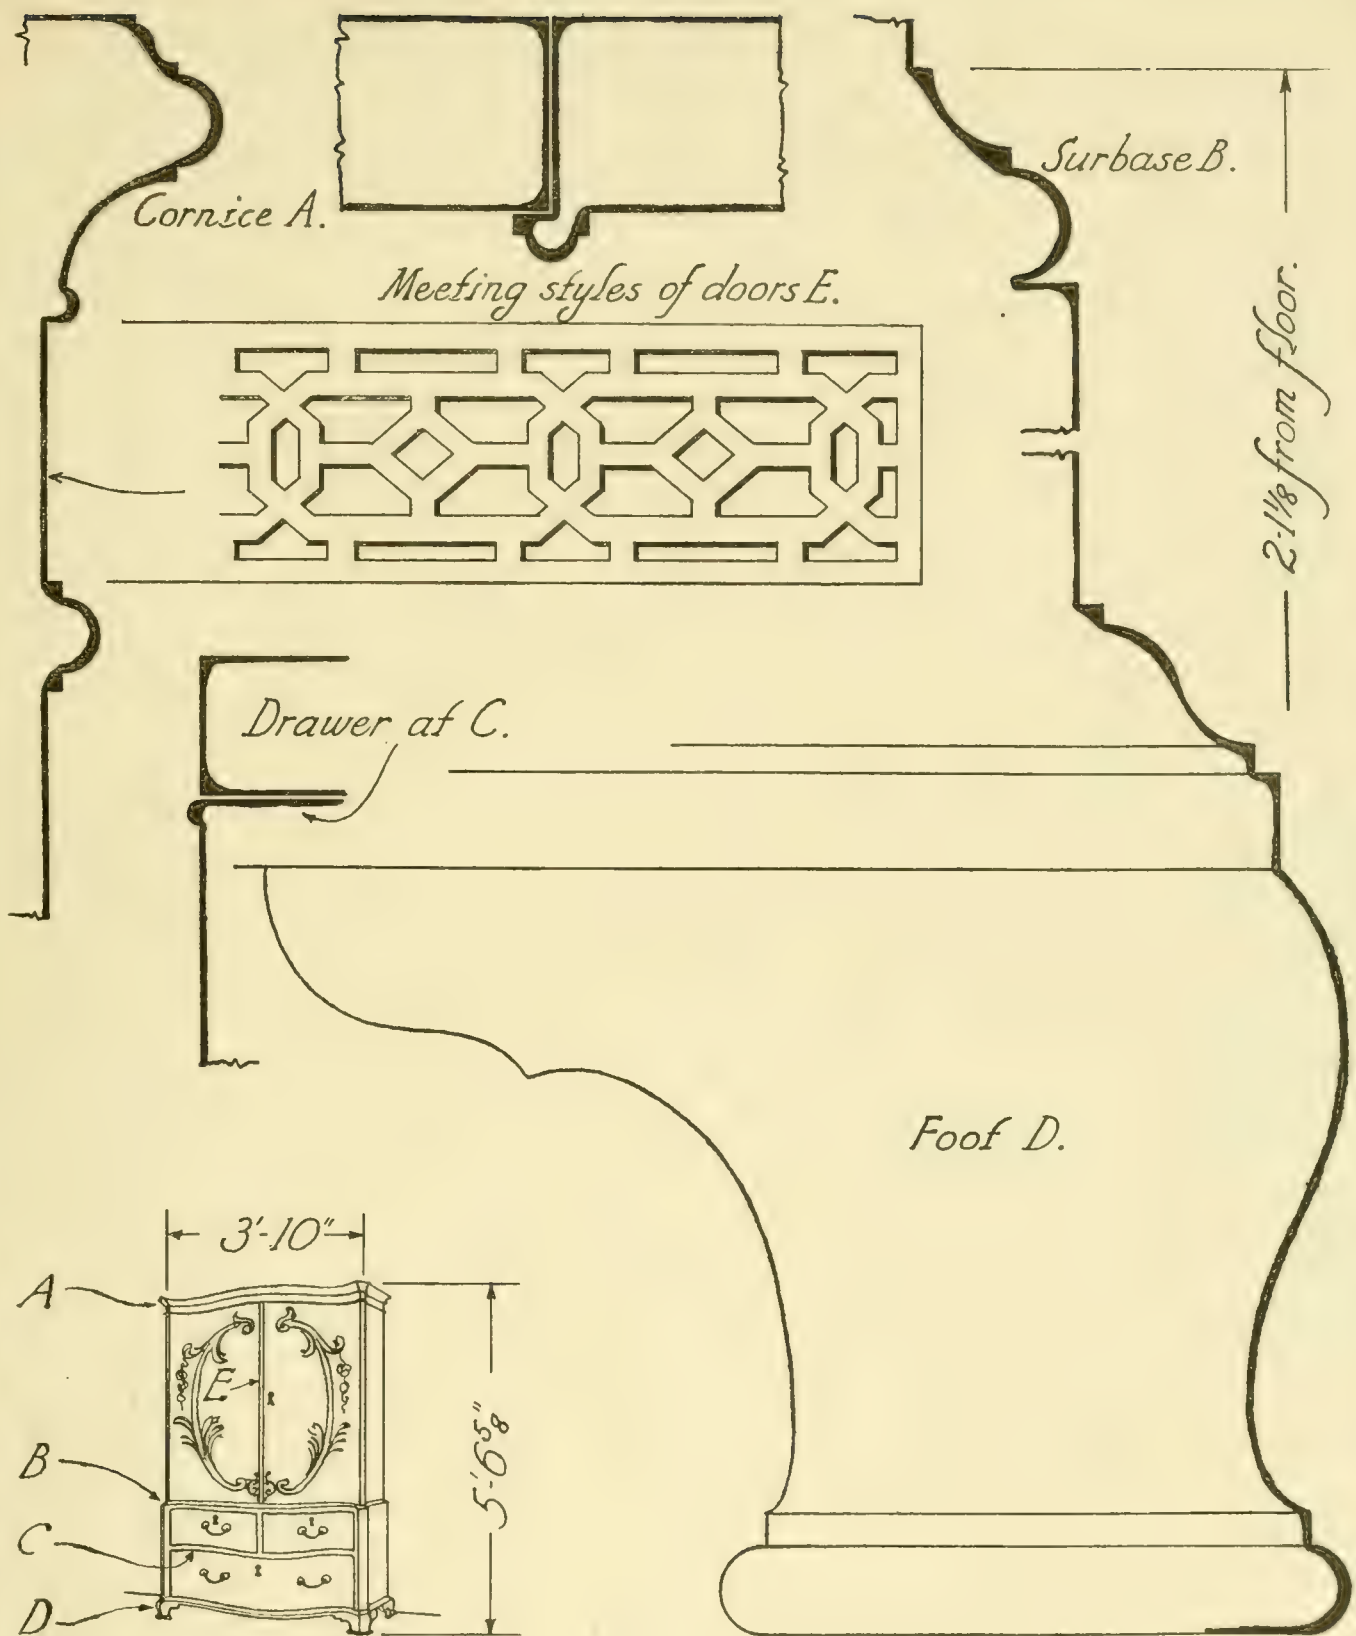 Cornice A.
Surbase B.
Meeting styles of doors E.
2-1⅛ from floor.
Drawer at C.
Foot D.
3'-10"
A
E
B
5'-6⅝"
C
D